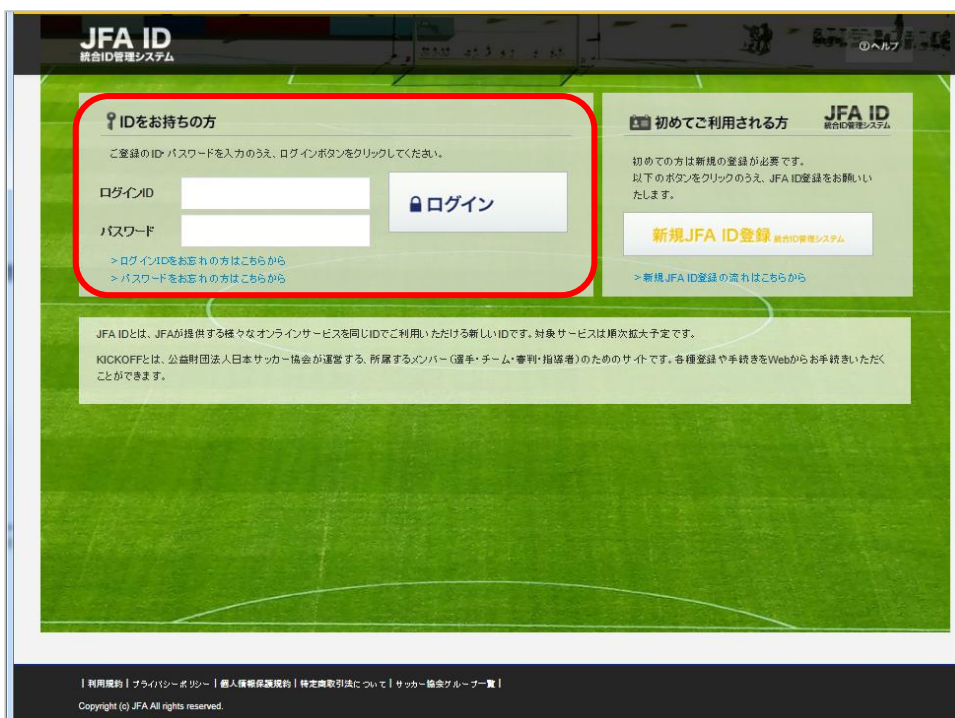 JFA ID
統合ID管理システム
?ヘルプ
IDをお持ちの方
ご登録のID・パスワードを入力のうえ、ログインボタンをクリックしてください。
ログインID
パスワード
ログイン
>ログインIDをお忘れの方はこちらから
>パスワードをお忘れの方はこちらから
初めてご利用される方
JFA ID
統合ID管理システム
初めての方は新規の登録が必要です。
以下のボタンをクリックのうえ、JFA ID登録をお願いい
たします。
新規JFA ID登録 統合ID管理システム
>新規JFA ID登録の流れはこちらから
JFA IDとは、JFAが提供する様々なオンラインサービスを同じIDでご利用いただける新しいIDです。対象サービスは順次拡大予定です。
KICKOFFとは、公益財団法人日本サッカー協会が運営する、所属するメンバー(選手・チーム・審判・指導者)のためのサイトです。各種登録や手続きをWebからお手続きいただく
ことができます。
|利用規約|プライバシーポリシー|個人情報保護規約|特定商取引法について|サッカー協会グループ一覧|
Copyright (c) JFA All rights reserved.